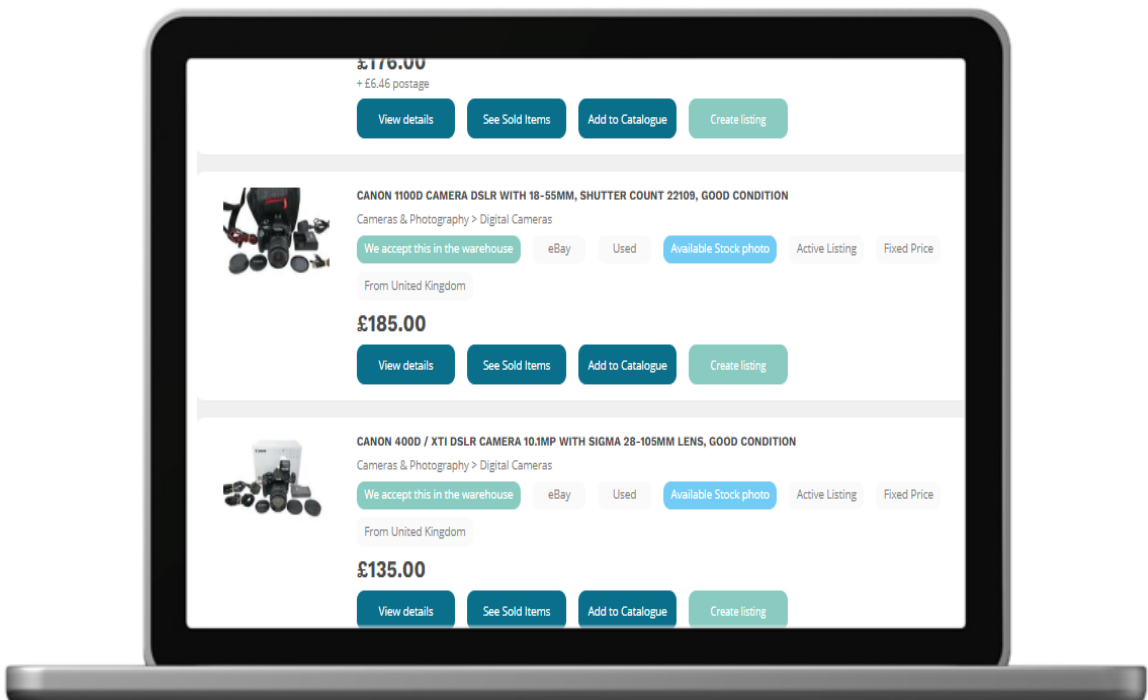 £176.00
+ £6.46 postage
View details See Sold Items Add to Catalogue Create listing
CANON 1100D CAMERA DSLR WITH 18-55MM, SHUTTER COUNT 22109, GOOD CONDITION
Cameras & Photography > Digital Cameras
We accept this in the warehouse eBay Used Available Stock photo Active Listing Fixed Price
From United Kingdom
£185.00
View details See Sold Items Add to Catalogue Create listing
CANON 400D / XTI DSLR CAMERA 10.1MP WITH SIGMA 28-105MM LENS, GOOD CONDITION
Cameras & Photography > Digital Cameras
We accept this in the warehouse eBay Used Available Stock photo Active Listing Fixed Price
From United Kingdom
£135.00
View details See Sold Items Add to Catalogue Create listing